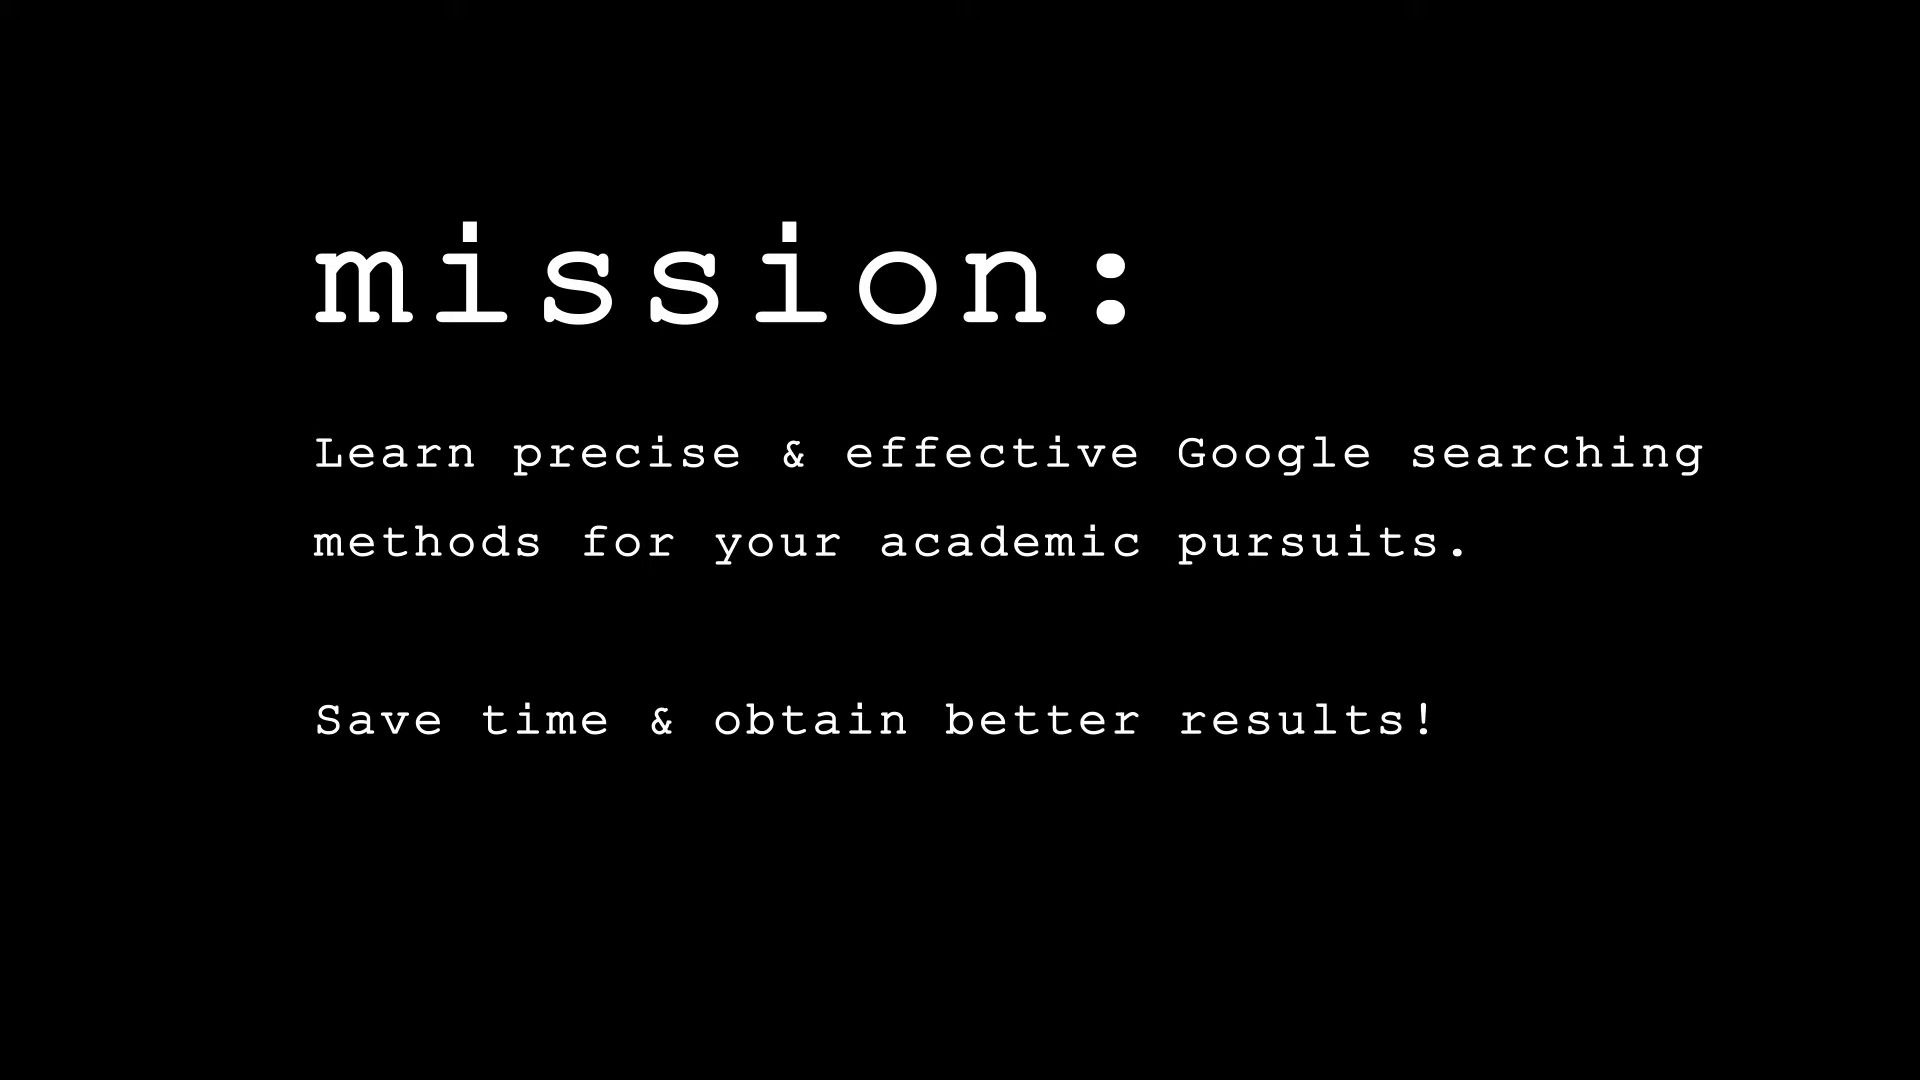 mission:
Learn precise & effective Google searching
methods for your academic pursuits.
Save time & obtain better results!